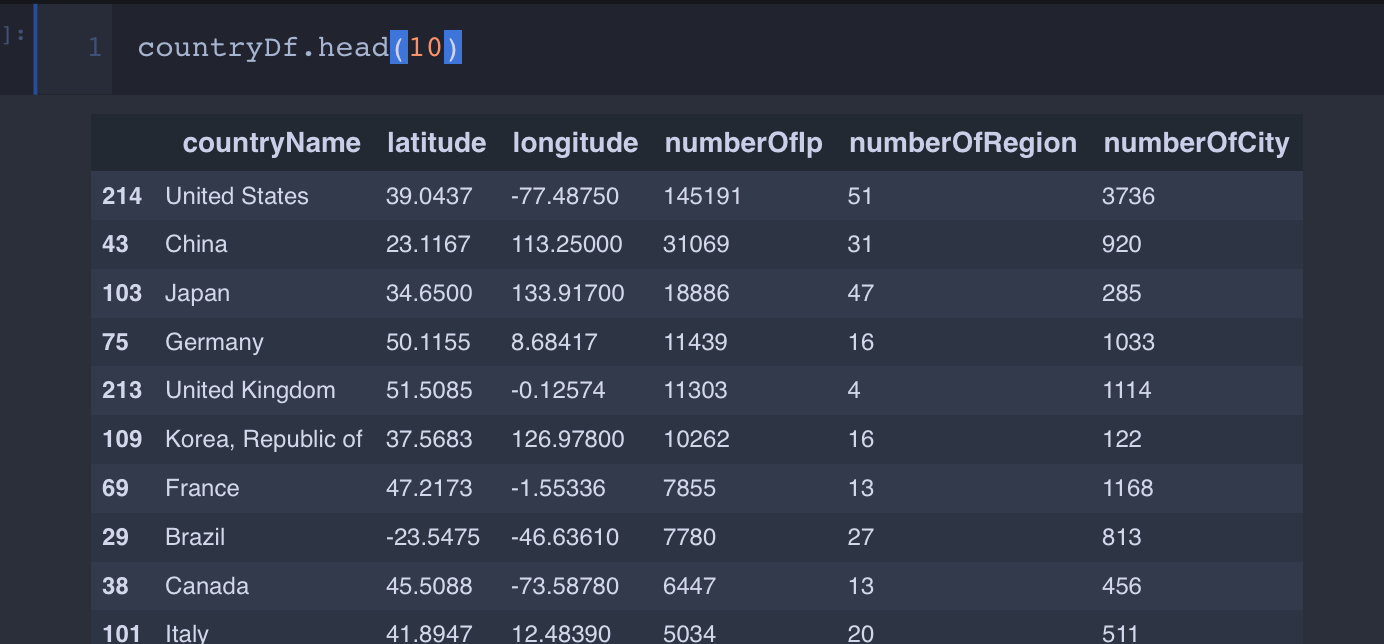 ]:
1 countryDf.head(10)
countryName latitude longitude numberOfIp numberOfRegion numberOfCity
214 United States 39.0437 -77.48750 145191 51 3736
43 China 23.1167 113.25000 31069 31 920
103 Japan 34.6500 133.91700 18886 47 285
75 Germany 50.1155 8.68417 11439 16 1033
213 United Kingdom 51.5085 -0.12574 11303 4 1114
109 Korea, Republic of 37.5683 126.97800 10262 16 122
69 France 47.2173 -1.55336 7855 13 1168
29 Brazil -23.5475 -46.63610 7780 27 813
38 Canada 45.5088 -73.58780 6447 13 456
101 Italy 41.8947 12.48390 5034 20 511